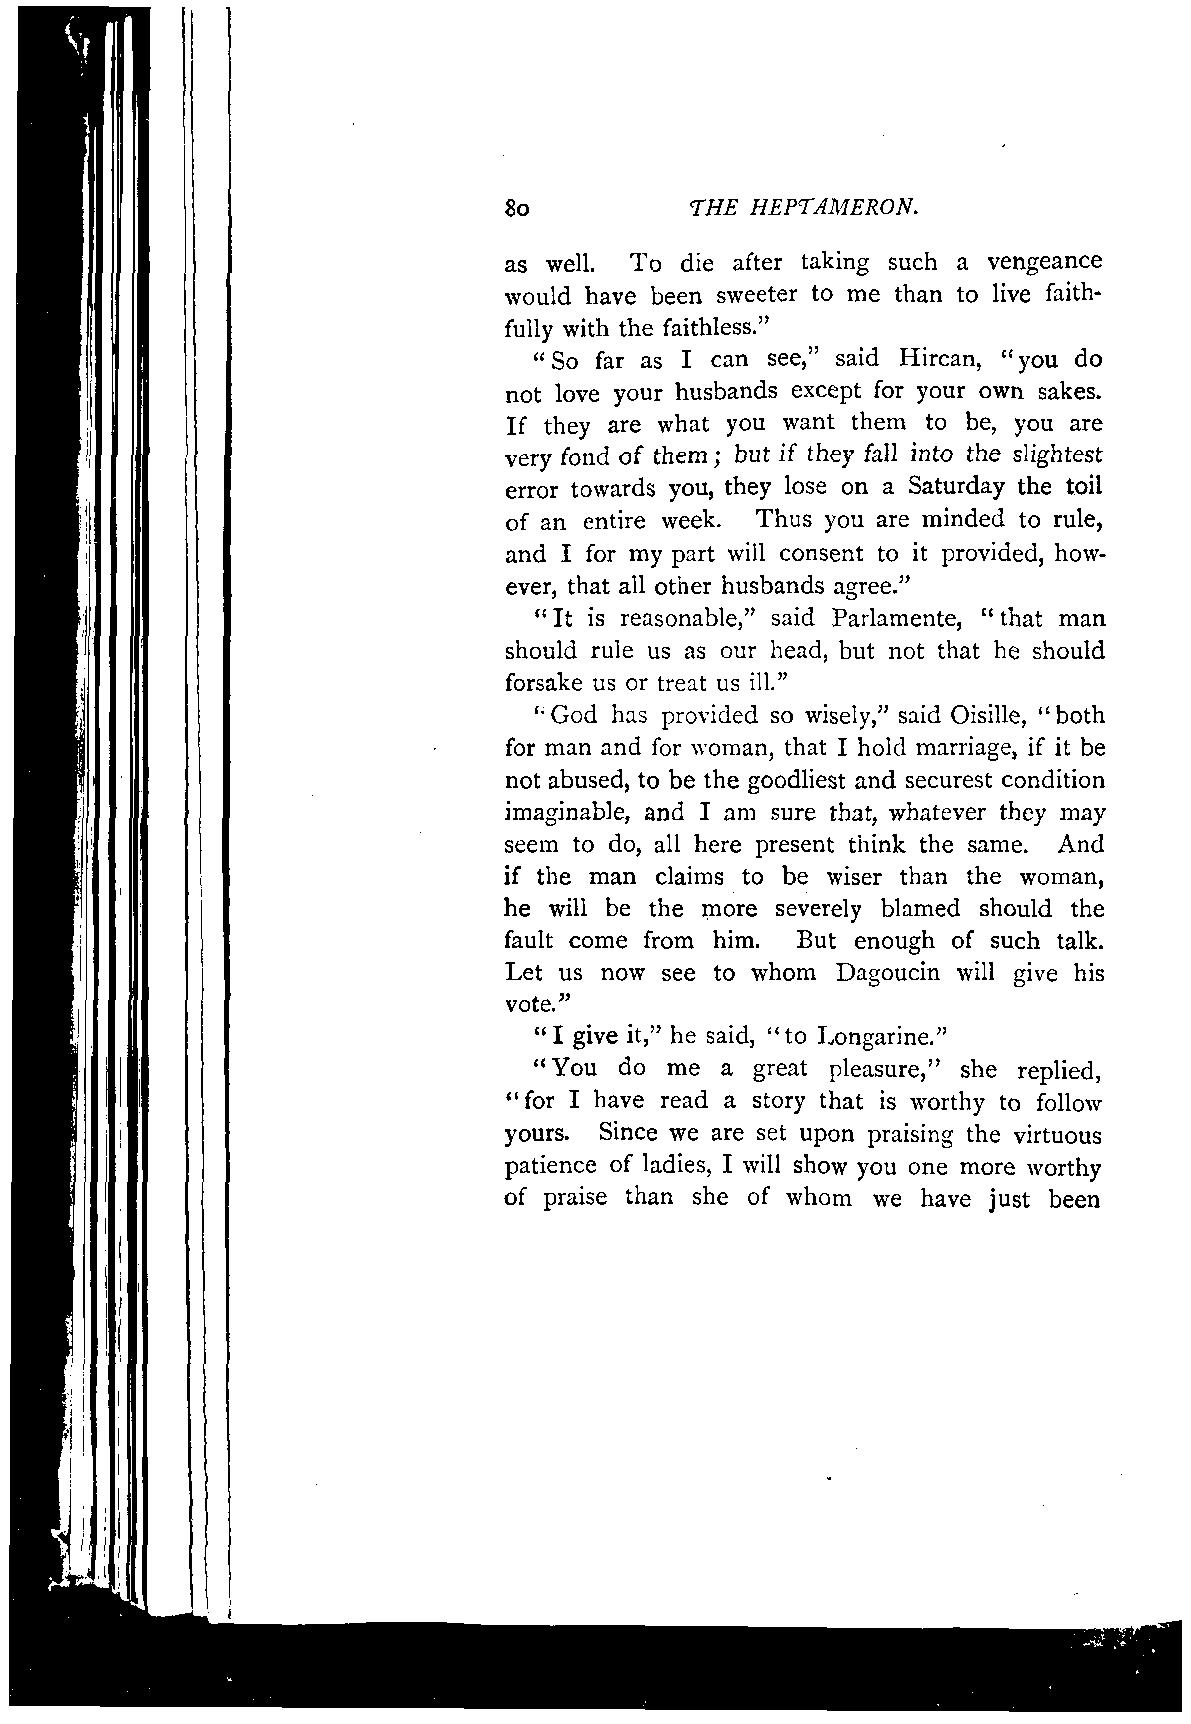 80 THE HEPTAMERON.
as well. To die after taking such a vengeance
would have been sweeter to me than to live faith-
fully with the faithless.”
“So far as I can see,” said Hircan, “you do
not love your husbands except for your own sakes.
If they are what you want them to be, you are
very fond of them; but if they fall into the slightest
error towards you, they lose on a Saturday the toil
of an entire week. Thus you are minded to rule,
and I for my part will consent to it provided, how-
ever, that all other husbands agree.”
“It is reasonable,” said Parlamente, “that man
should rule us as our head, but not that he should
forsake us or treat us ill.”
“God has provided so wisely,” said Oisille, “both
for man and for woman, that I hold marriage, if it be
not abused, to be the goodliest and securest condition
imaginable, and I am sure that, whatever they may
seem to do, all here present think the same. And
if the man claims to be wiser than the woman,
he will be the more severely blamed should the
fault come from him. But enough of such talk.
Let us now see to whom Dagoucin will give his
vote.”
“I give it,” he said, “to Longarine.”
“You do me a great pleasure,” she replied,
“for I have read a story that is worthy to follow
yours. Since we are set upon praising the virtuous
patience of ladies, I will show you one more worthy
of praise than she of whom we have just been